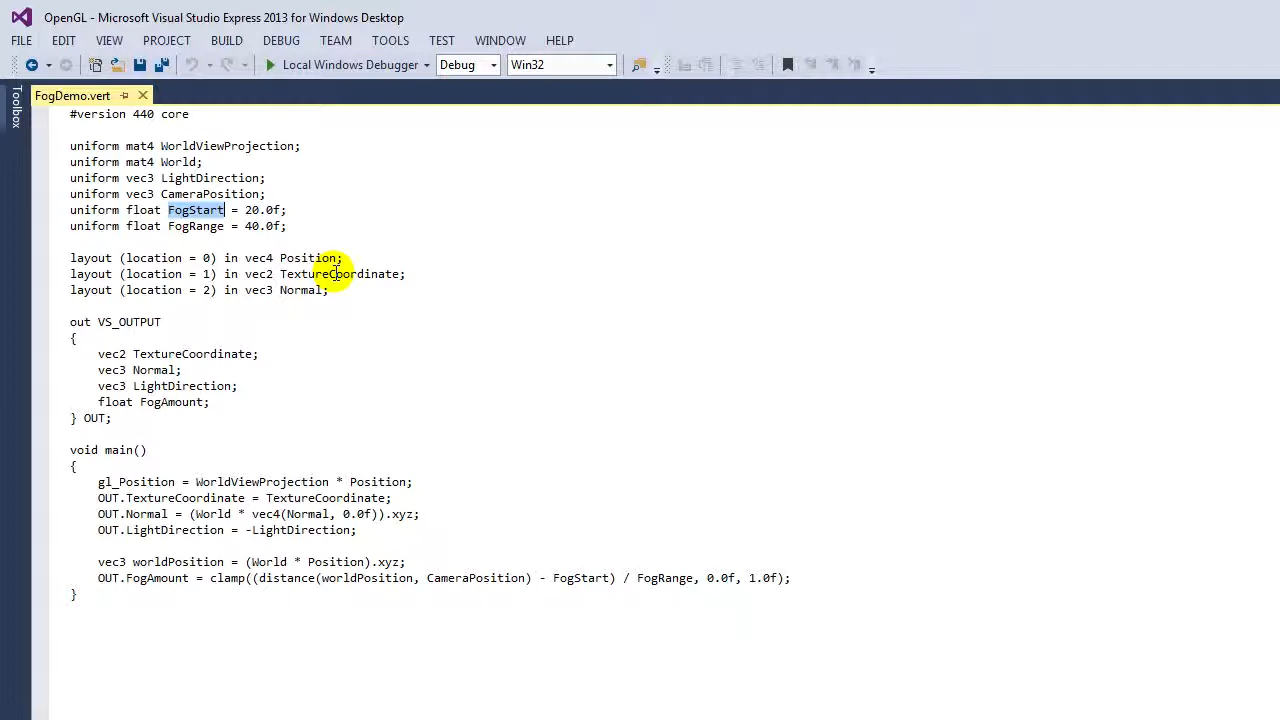 OpenGL - Microsoft Visual Studio Express 2013 for Windows Desktop
FILE EDIT VIEW PROJECT BUILD DEBUG TEAM TOOLS TEST WINDOW HELP
Local Windows Debugger Debug Win32
Toolbox
FogDemo.vert
#version 440 core
uniform mat4 WorldViewProjection;
uniform mat4 World;
uniform vec3 LightDirection;
uniform vec3 CameraPosition;
uniform float FogStart = 20.0f;
uniform float FogRange = 40.0f;
layout (location = 0) in vec4 Position;
layout (location = 1) in vec2 TextureCoordinate;
layout (location = 2) in vec3 Normal;
out VS_OUTPUT
{
    vec2 TextureCoordinate;
    vec3 Normal;
    vec3 LightDirection;
    float FogAmount;
} OUT;
void main()
{
    gl_Position = WorldViewProjection * Position;
    OUT.TextureCoordinate = TextureCoordinate;
    OUT.Normal = (World * vec4(Normal, 0.0f)).xyz;
    OUT.LightDirection = -LightDirection;
    vec3 worldPosition = (World * Position).xyz;
    OUT.FogAmount = clamp((distance(worldPosition, CameraPosition) - FogStart) / FogRange, 0.0f, 1.0f);
}